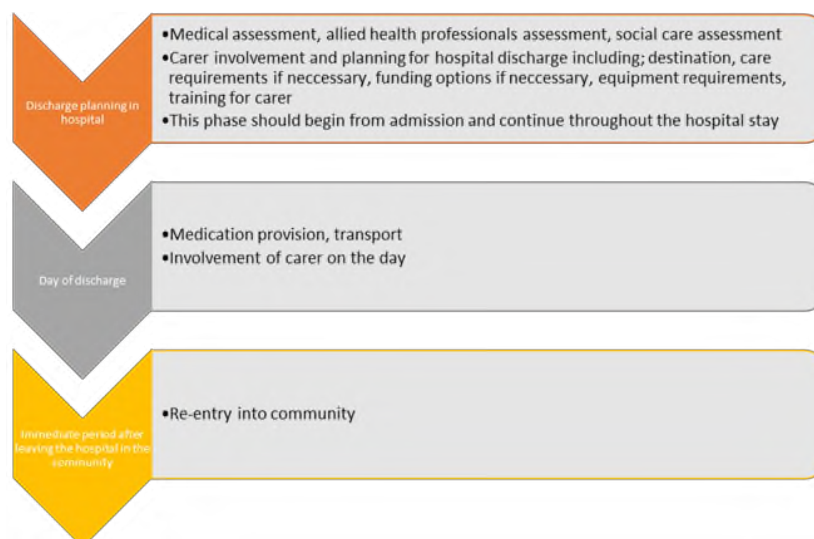 Discharge planning in
hospital
•Medical assessment, allied health professionals assessment, social care assessment
•Carer involvement and planning for hospital discharge including; destination, care
requirements if neccessary, funding options if neccessary, equipment requirements,
training for carer
•This phase should begin from admission and continue throughout the hospital stay
Day of discharge
•Medication provision, transport
•Involvement of carer on the day
Immediate period after
leaving the hospital in the
community
•Re-entry into community